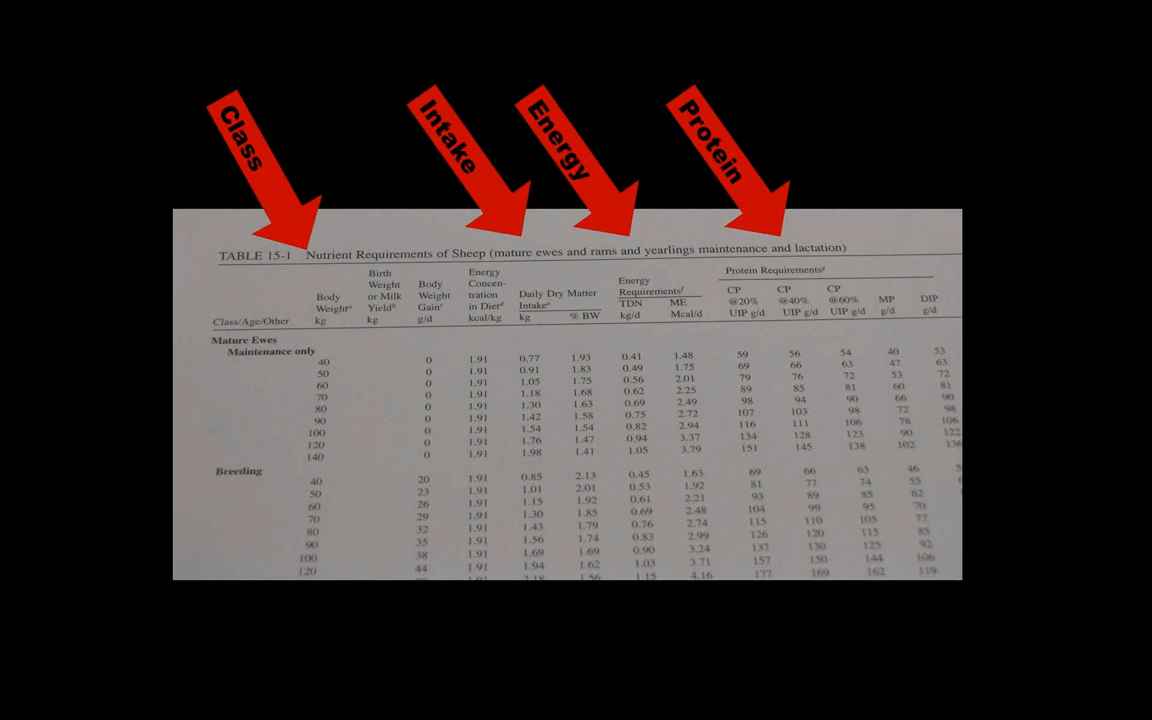 Class
Intake
Energy
Protein
TABLE 15-1 Nutrient Requirements of Sheep (mature ewes and rams and yearlings maintenance and lactation)
Class/Age/Other
Body
Weightᵃ
kg
Birth
Weight
or Milk
Yieldᵇ
kg
Body
Weight
Gainᶜ
g/d
Energy
Concen-
tration
in Dietᵈ
kcal/kg
Daily Dry Matter
Intakeᵉ
kg % BW
Energy
Requirementsᶠ
TDN ME
kg/d Mcal/d
Protein Requirementsᵍ
CP CP CP
@20% @40% @60% MP DIP
UIP g/d UIP g/d UIP g/d g/d g/d
Mature Ewes
Maintenance only
40 0 1.91 0.77 1.93 0.41 1.48 59 56 54 40 53
50 0 1.91 0.91 1.83 0.49 1.75 69 66 63 47 63
60 0 1.91 1.05 1.75 0.56 2.01 79 76 72 53 72
70 0 1.91 1.18 1.68 0.62 2.25 89 85 81 60 81
80 0 1.91 1.30 1.63 0.69 2.49 98 94 90 66 90
90 0 1.91 1.42 1.58 0.75 2.72 107 103 98 72 98
100 0 1.91 1.54 1.54 0.82 2.94 116 111 106 78 106
120 0 1.91 1.76 1.47 0.94 3.37 134 128 123 90 122
140 0 1.91 1.98 1.41 1.05 3.79 151 145 138 102
Breeding
40 20 1.91 0.85 2.13 0.45 1.63 69 66 63 46
50 23 1.91 1.01 2.01 0.53 1.92 81 77 74 55
60 26 1.91 1.15 1.92 0.61 2.21 93 89 85 62
70 29 1.91 1.30 1.85 0.69 2.48 104 99 95 70
80 32 1.91 1.43 1.79 0.76 2.74 115 110 105 77
90 35 1.91 1.56 1.74 0.83 2.99 126 120 115 85
100 38 1.91 1.69 1.69 0.90 3.24 137 130 125 92
120 44 1.91 1.94 1.62 1.03 3.71 157 150 144 106
1.56 1.15 4.16 177 169 162 119